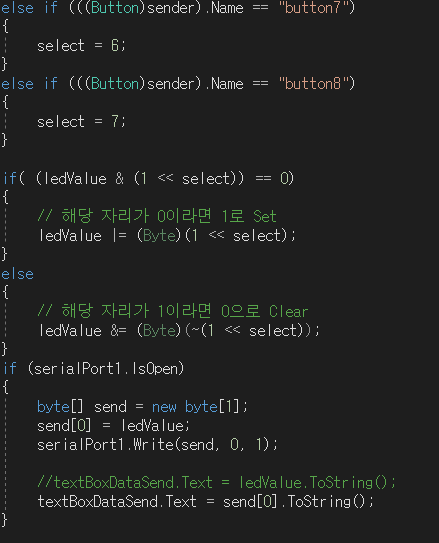 else if (((Button)sender).Name == "button7")
{
select = 6;
}
else if (((Button)sender).Name == "button8")
{
select = 7;
}
if( (ledValue & (1 << select)) == 0)
{
// 해당 자리가 0이라면 1로 Set
ledValue |= (Byte)(1 << select);
}
else
{
// 해당 자리가 1이라면 0으로 Clear
ledValue &= (Byte)(~(1 << select));
}
if (serialPort1.IsOpen)
{
byte[] send = new byte[1];
send[0] = ledValue;
serialPort1.Write(send, 0, 1);
//textBoxDataSend.Text = ledValue.ToString();
textBoxDataSend.Text = send[0].ToString();
}